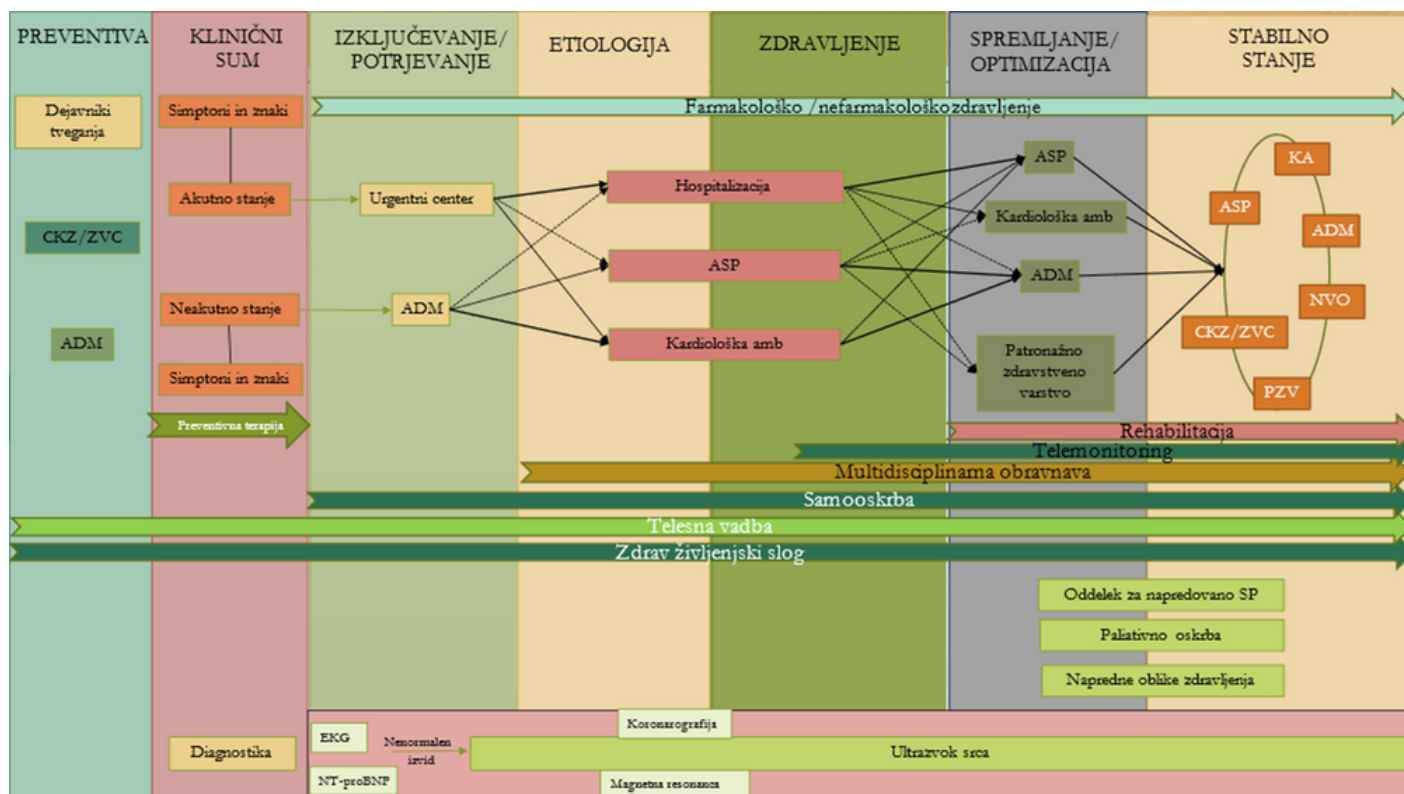 PREVENTIVA
KLINIČNI
SUM
IZKLJUČEVANJE/
POTRJEVANJE
ETIOLOGIJA
ZDRAVLJENJE
SPREMLJANJE/
OPTIMIZACIJA
STABILNO
STANJE
Dejavniki
tveganja
Simptoni in znaki
Farmakološko /nefarmakološkozdravljenje
Akutno stanje
Urgentni center
Hospitalizacija
ASP
Kardiološka amb
KA
ASP
ADM
CKZ/ZVC
ASP
ADM
Neakutno stanje
ADM
NVO
ADM
Kardiološka amb
Patronažno
zdravstveno
varstvo
CKZ/ZVC
Simptoni in znaki
PZV
Preventivna terapija
Rehabilitacija
Telemonitoring
Multidisciplinarna obravnava
Samooskrba
Telesna vadba
Zdrav življenjski slog
Oddelek za napredovano SP
Paliativno oskrba
Napredne oblike zdravljenja
Diagnostika
EKG
NT-proBNP
Nenormalen
izvid
Koronarografija
Ultrazvok srca
Magnetna resonanca